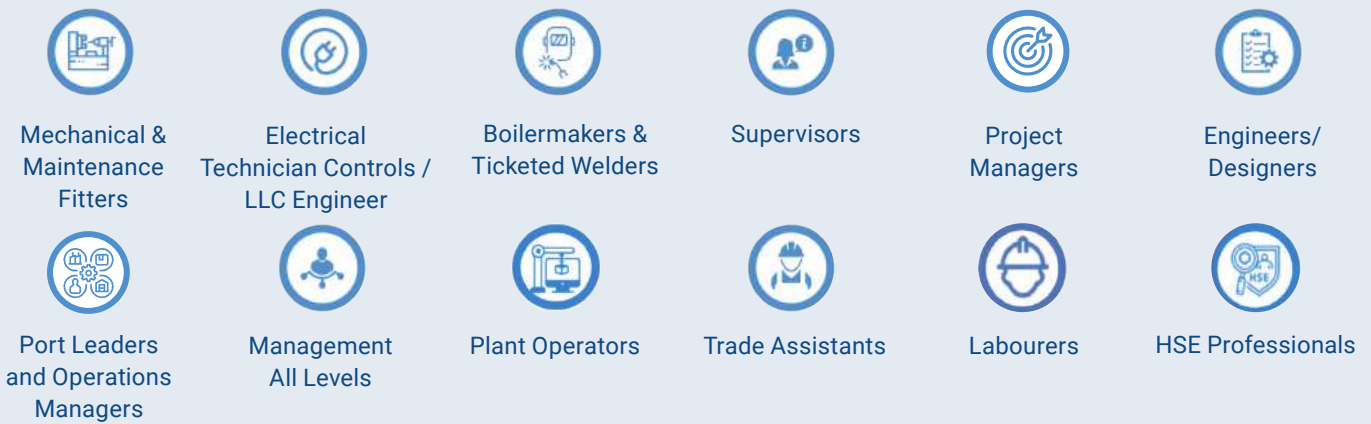 Mechanical &
Maintenance
Fitters
Electrical
Technician Controls /
LLC Engineer
Boilermakers &
Ticketed Welders
Supervisors
Project
Managers
Engineers/
Designers
Port Leaders
and Operations
Managers
Management
All Levels
Plant Operators
Trade Assistants
Labourers
HSE
HSE Professionals